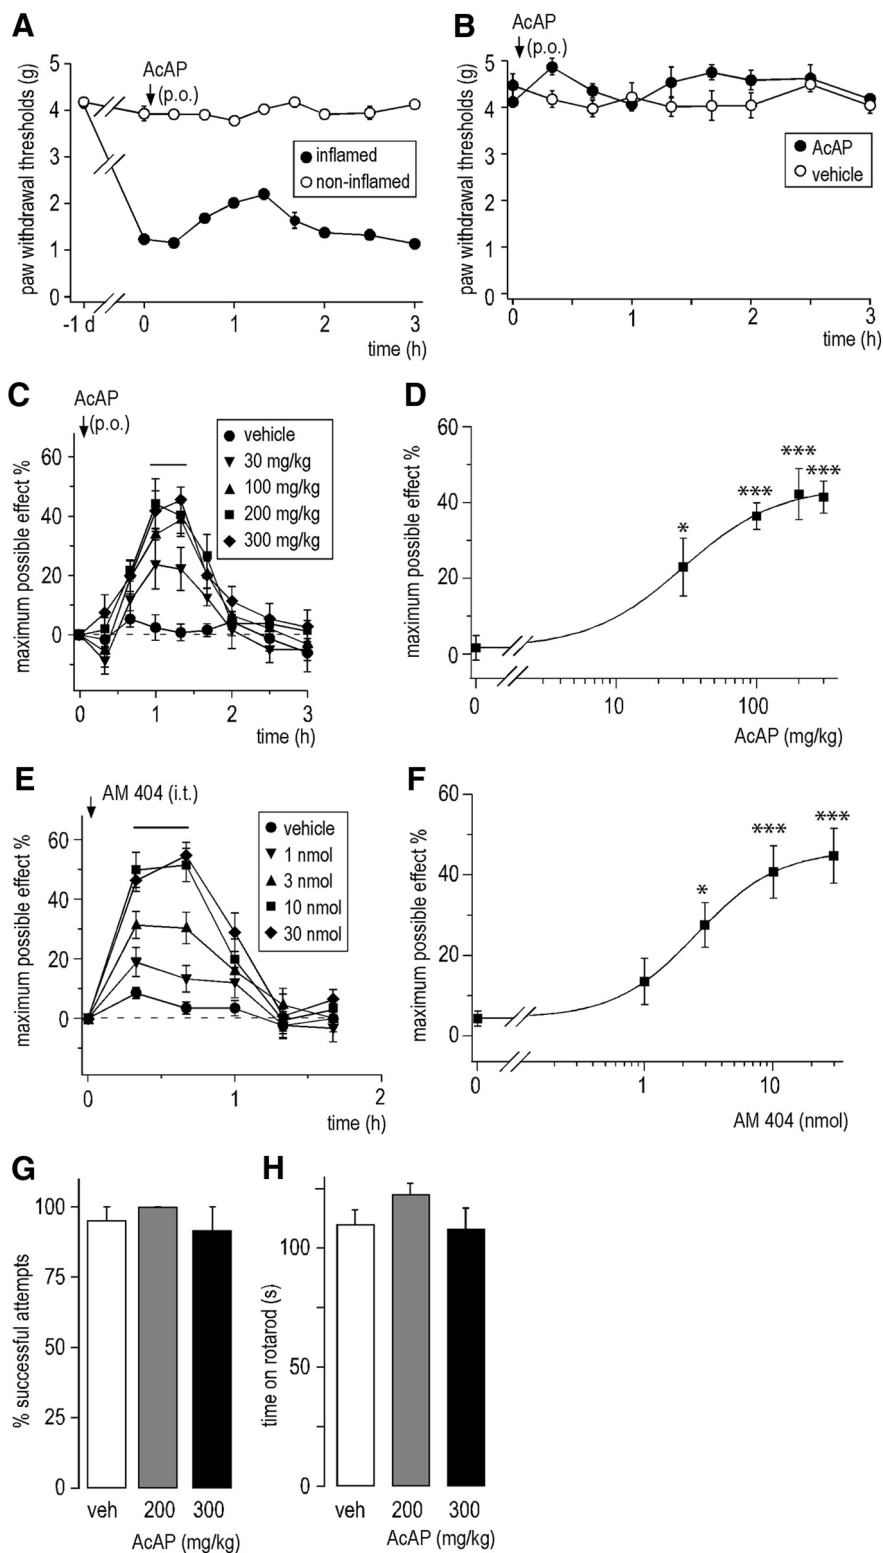 A
AcAP
(p.o.)
paw withdrawal thresholds (g)
5
4
3
2
1
0
inflamed
non-inflamed
-1 d
0
1
2
3
time (h)
B
AcAP
(p.o.)
paw withdrawal thresholds (g)
5
4
3
2
1
0
AcAP
vehicle
0
1
2
3
time (h)
C
AcAP
(p.o.)
maximum possible effect %
60
40
20
0
vehicle
30 mg/kg
100 mg/kg
200 mg/kg
300 mg/kg
0
1
2
3
time (h)
D
maximum possible effect %
60
40
20
0
*
***
***
***
0
10
100
AcAP (mg/kg)
E
AM 404 (i.t.)
maximum possible effect %
60
40
20
0
vehicle
1 nmol
3 nmol
10 nmol
30 nmol
0
1
2
time (h)
F
maximum possible effect %
60
40
20
0
*
***
***
0
1
10
AM 404 (nmol)
G
% successful attempts
100
75
50
25
0
veh
200
300
AcAP (mg/kg)
H
time on rotarod (s)
100
50
0
veh
200
300
AcAP (mg/kg)